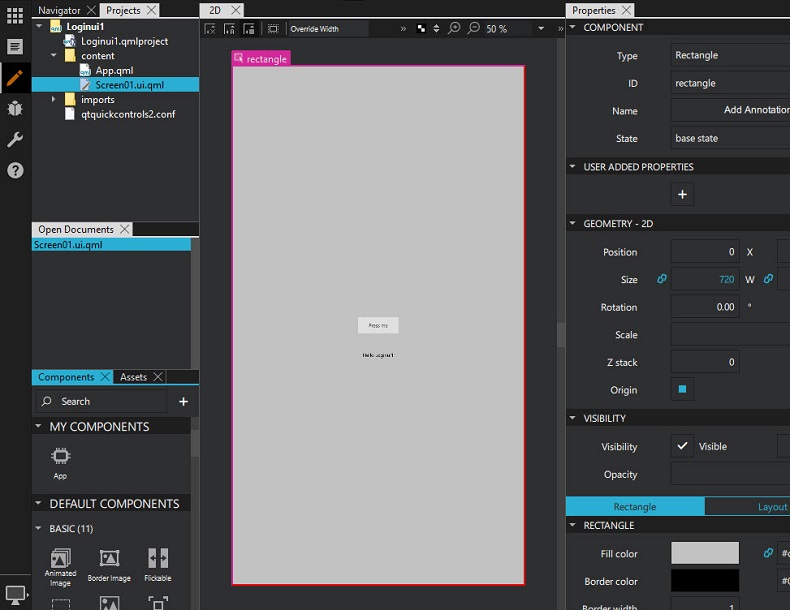 Navigator
Projects
Loginui1
Loginui1.qmlproject
content
App.qml
Screen01.ui.qml
imports
qtquickcontrols2.conf
Open Documents
Screen01.ui.qml
Components
Assets
Search
+
MY COMPONENTS
App
DEFAULT COMPONENTS
BASIC (11)
Animated
Image
Border Image
Flickable
2D
Override Width
»
50 %
»
rectangle
Press me
Hello Loginui1
Properties
COMPONENT
Type
Rectangle
ID
rectangle
Name
Add Annotation
State
base state
USER ADDED PROPERTIES
+
GEOMETRY - 2D
Position
0
X
Size
720
W
Rotation
0.00
°
Scale
Z stack
0
Origin
VISIBILITY
Visibility
Visible
Opacity
Rectangle
Layout
RECTANGLE
Fill color
Border color
#0
Border width
1